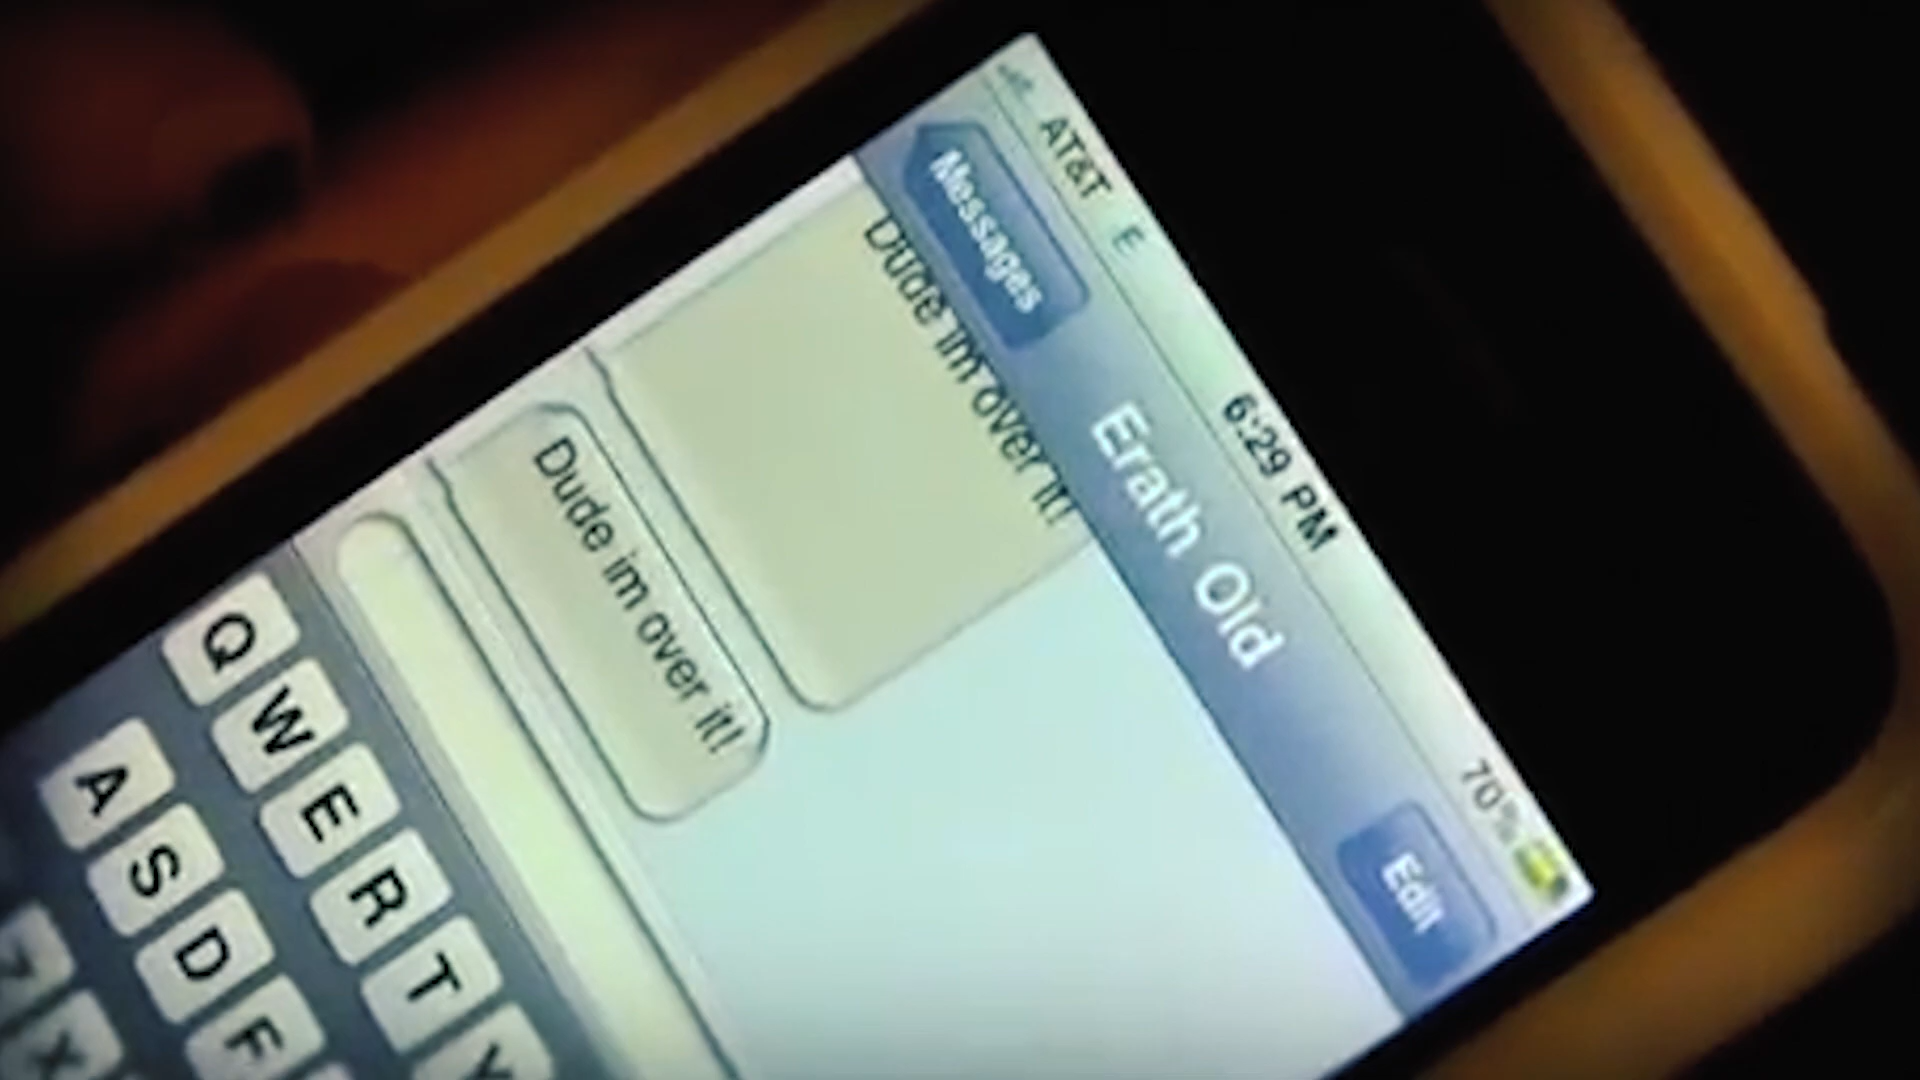 AT&T E 6:29 PM 70%
Messages Erath Old Edit
Dude im over it!
Dude im over it!
Q W E R T Y
A S D F
Z X